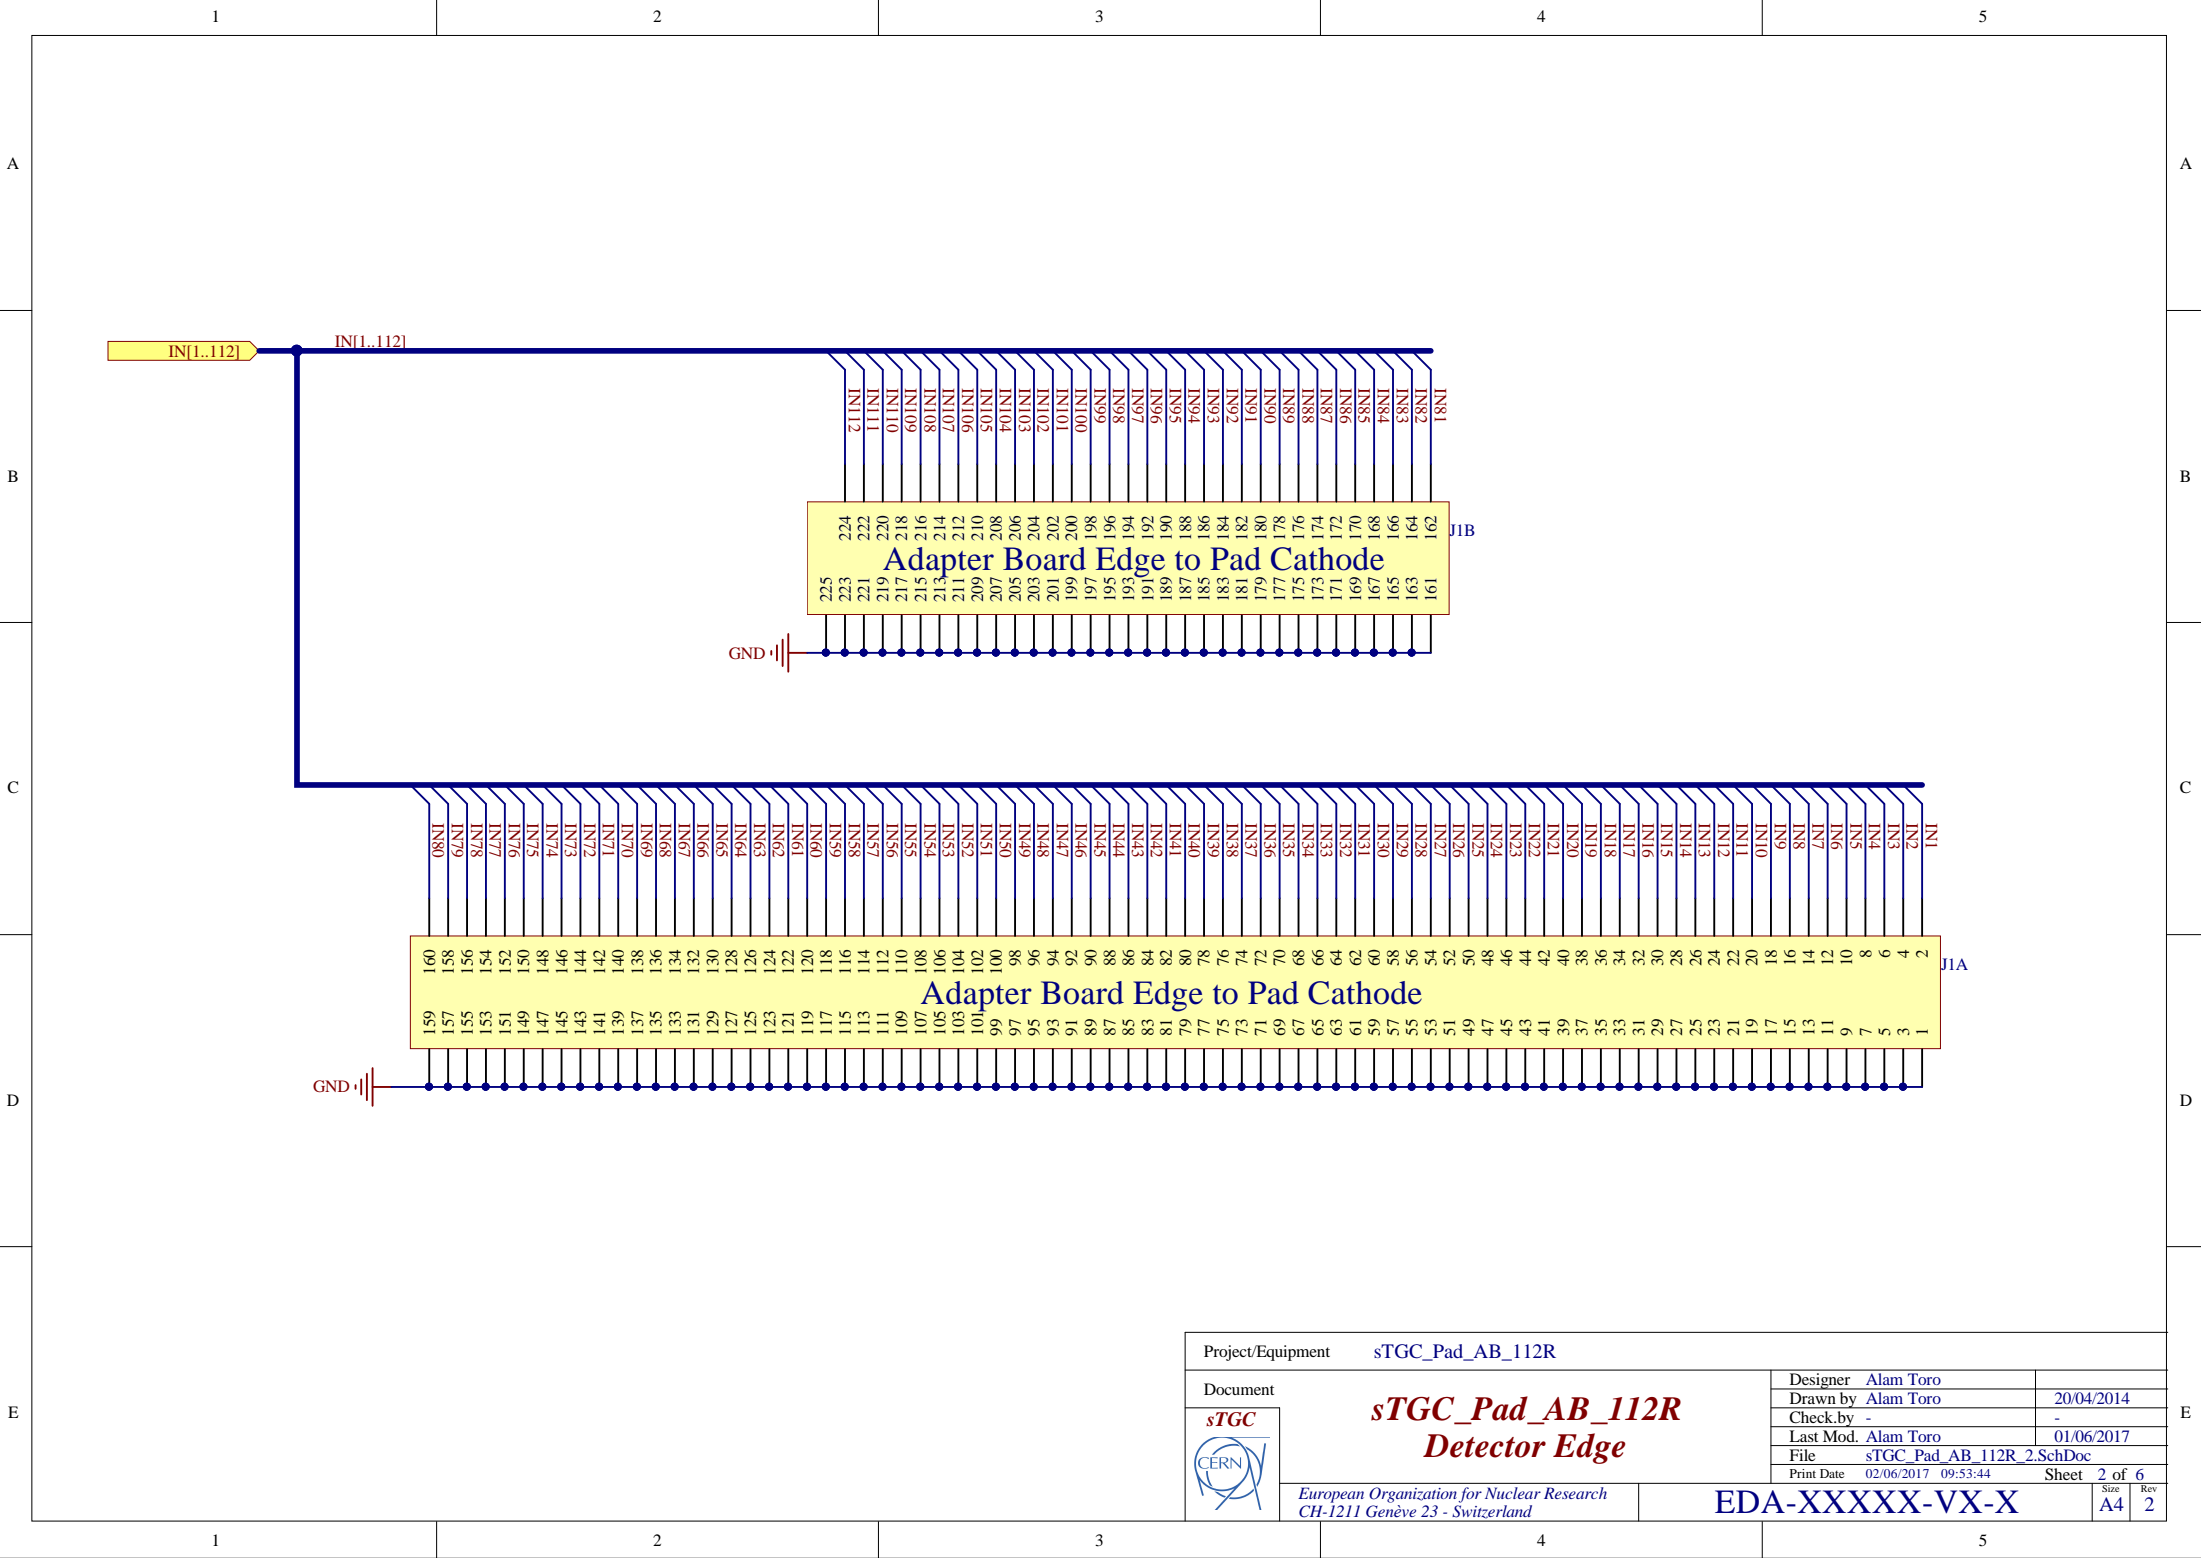 1 2 3 4 5
A A
IN[1..112] IN[1..112]
IN112 IN111 IN110 IN109 IN108 IN107 IN106 IN105 IN104 IN103 IN102 IN101 IN100 IN99 IN98 IN97 IN96 IN95 IN94 IN93 IN92 IN91 IN90 IN89 IN88 IN87 IN86 IN85 IN84 IN83 IN82 IN81
B B
224 222 220 218 216 214 212 210 208 206 204 202 200 198 196 194 192 190 188 186 184 182 180 178 176 174 172 170 168 166 164 162
J1B
Adapter Board Edge to Pad Cathode
225 223 221 219 217 215 213 211 209 207 205 203 201 199 197 195 193 191 189 187 185 183 181 179 177 175 173 171 169 167 165 163 161
GND
C C
IN80 IN79 IN78 IN77 IN76 IN75 IN74 IN73 IN72 IN71 IN70 IN69 IN68 IN67 IN66 IN65 IN64 IN63 IN62 IN61 IN60 IN59 IN58 IN57 IN56 IN55 IN54 IN53 IN52 IN51 IN50 IN49 IN48 IN47 IN46 IN45 IN44 IN43 IN42 IN41 IN40 IN39 IN38 IN37 IN36 IN35 IN34 IN33 IN32 IN31 IN30 IN29 IN28 IN27 IN26 IN25 IN24 IN23 IN22 IN21 IN20 IN19 IN18 IN17 IN16 IN15 IN14 IN13 IN12 IN11 IN10 IN9 IN8 IN7 IN6 IN5 IN4 IN3 IN2 IN1
160 158 156 154 152 150 148 146 144 142 140 138 136 134 132 130 128 126 124 122 120 118 116 114 112 110 108 106 104 102 100 98 96 94 92 90 88 86 84 82 80 78 76 74 72 70 68 66 64 62 60 58 56 54 52 50 48 46 44 42 40 38 36 34 32 30 28 26 24 22 20 18 16 14 12 10 8 6 4 2
J1A
Adapter Board Edge to Pad Cathode
159 157 155 153 151 149 147 145 143 141 139 137 135 133 131 129 127 125 123 121 119 117 115 113 111 109 107 105 103 101 99 97 95 93 91 89 87 85 83 81 79 77 75 73 71 69 67 65 63 61 59 57 55 53 51 49 47 45 43 41 39 37 35 33 31 29 27 25 23 21 19 17 15 13 11 9 7 5 3 1
GND
D D
Project/Equipment sTGC_Pad_AB_112R
Document
sTGC_Pad_AB_112R
Detector Edge
sTGC
CERN
Designer Alam Toro
Drawn by Alam Toro 20/04/2014
Check.by - -
Last Mod. Alam Toro 01/06/2017
File sTGC_Pad_AB_112R_2.SchDoc
Print Date 02/06/2017 09:53:44 Sheet 2 of 6
E E
European Organization for Nuclear Research
CH-1211 Genève 23 - Switzerland
EDA-XXXXX-VX-X
Size A4
Rev 2
1 2 3 4 5